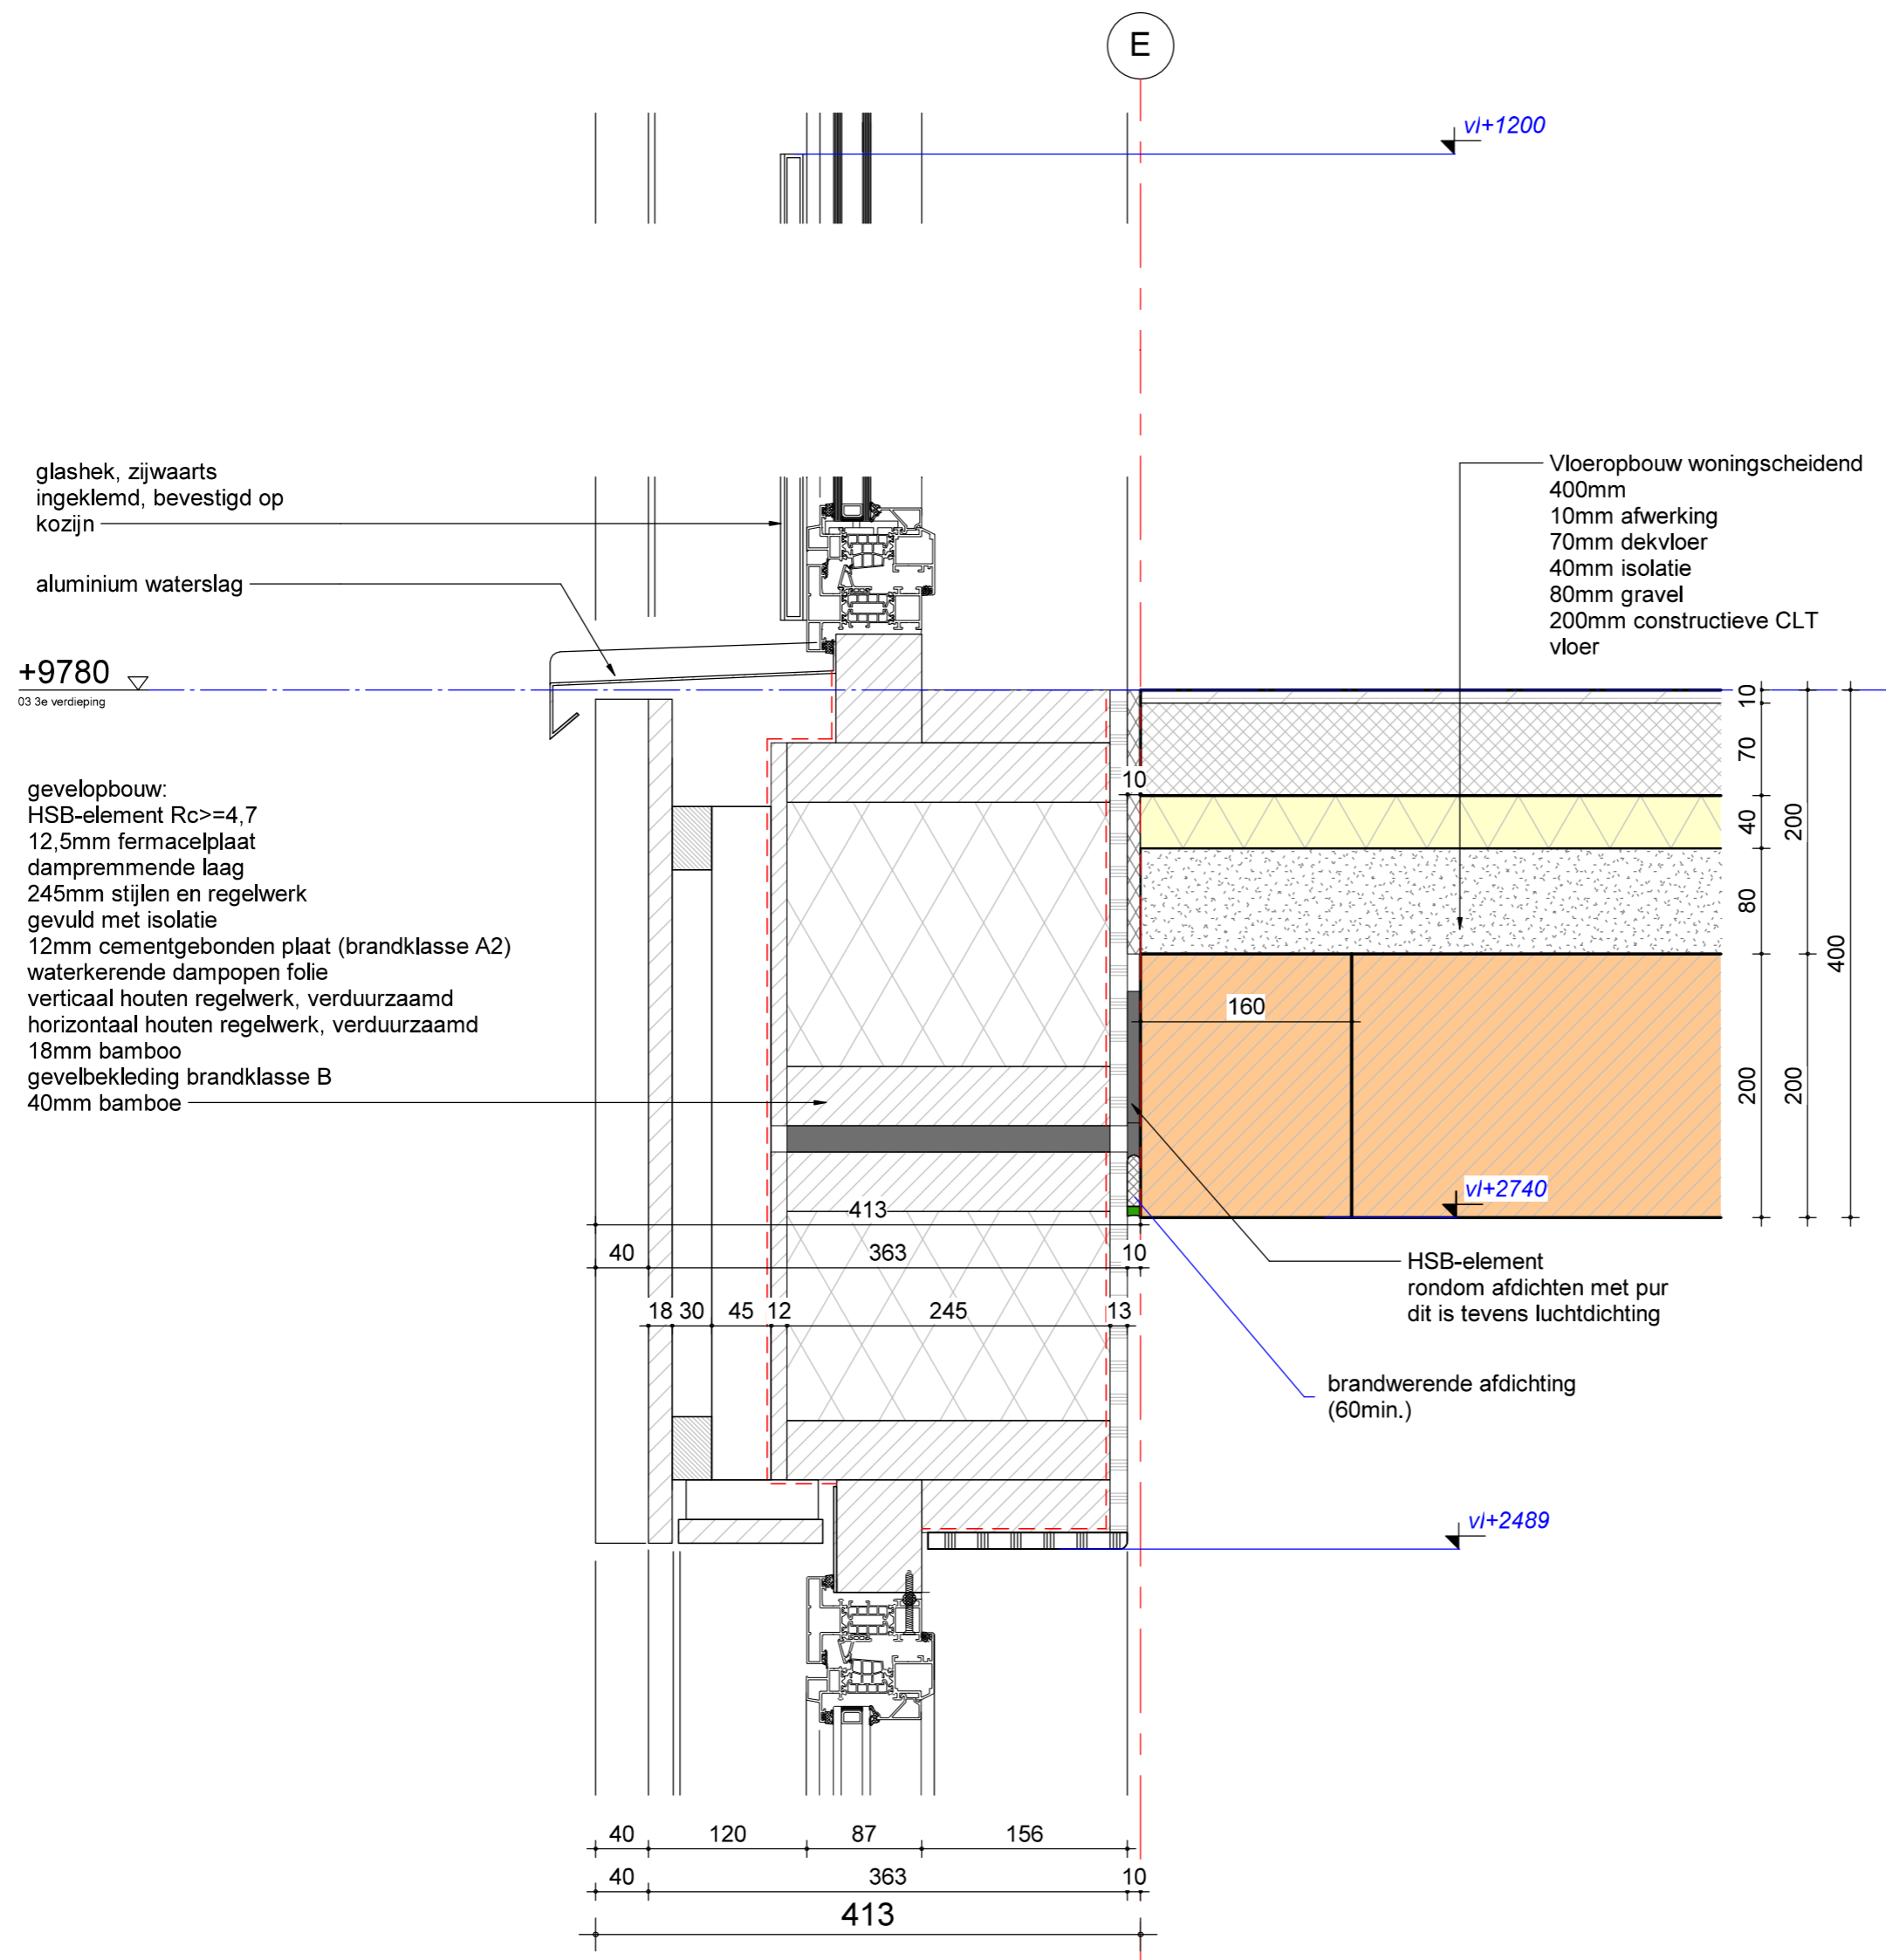 E
vl+1200
glashek, zijwaarts
ingeklemd, bevestigd op
kozijn
aluminium waterslag
+9780
03 3e verdieping
Vloeropbouw woningscheidend
400mm
10mm afwerking
70mm dekvloer
40mm isolatie
80mm gravel
200mm constructieve CLT
vloer
gevelopbouw:
HSB-element Rc>=4,7
12,5mm fermacelplaat
dampremmende laag
245mm stijlen en regelwerk
gevuld met isolatie
12mm cementgebonden plaat (brandklasse A2)
waterkerende dampopen folie
verticaal houten regelwerk, verduurzaamd
horizontaal houten regelwerk, verduurzaamd
18mm bamboo
gevelbekleding brandklasse B
40mm bamboe
10
10
70
40
80
200
200
200
400
160
vl+2740
413
40 363 10
18 30 45 12 245 13
HSB-element
rondom afdichten met pur
dit is tevens luchtdichting
brandwerende afdichting
(60min.)
vl+2489
40 120 87 156
40 363 10
413